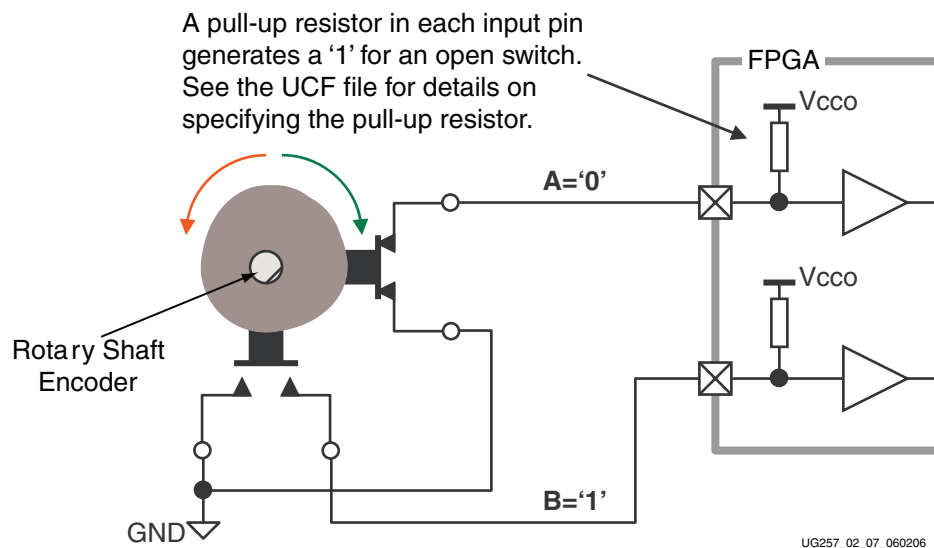 A pull-up resistor in each input pin
generates a ‘1’ for an open switch.
See the UCF file for details on
specifying the pull-up resistor.
FPGA
Vcco
A=‘0’
Vcco
Rotary Shaft
Encoder
B=‘1’
GND
UG257_02_07_060206